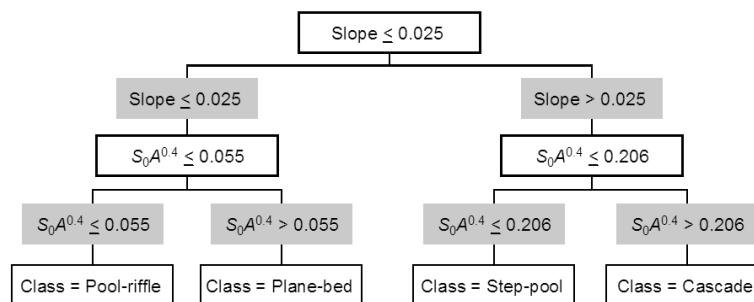 Slope ≤ 0.025
Slope ≤ 0.025
Slope > 0.025
S₀A⁰·⁴ ≤ 0.055
S₀A⁰·⁴ ≤ 0.206
S₀A⁰·⁴ ≤ 0.055
S₀A⁰·⁴ > 0.055
S₀A⁰·⁴ ≤ 0.206
S₀A⁰·⁴ > 0.206
Class = Pool-riffle
Class = Plane-bed
Class = Step-pool
Class = Cascade